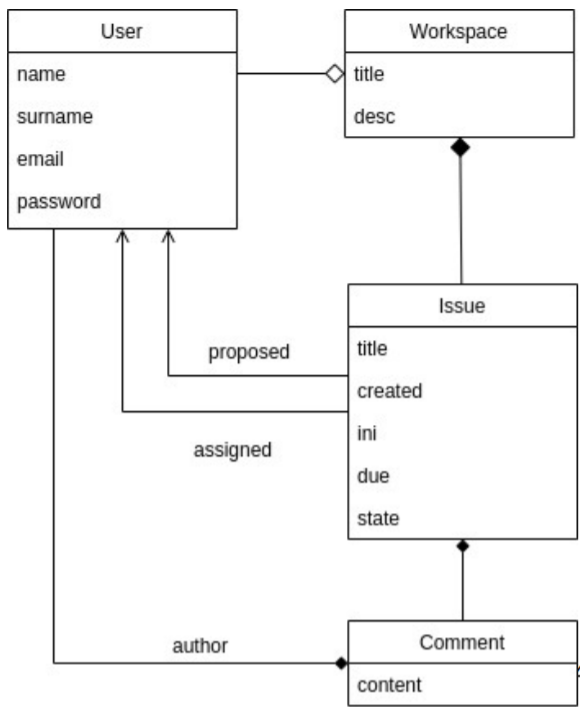 User
name
surname
email
password
Workspace
title
desc
Issue
title
created
ini
due
state
proposed
assigned
author
Comment
content